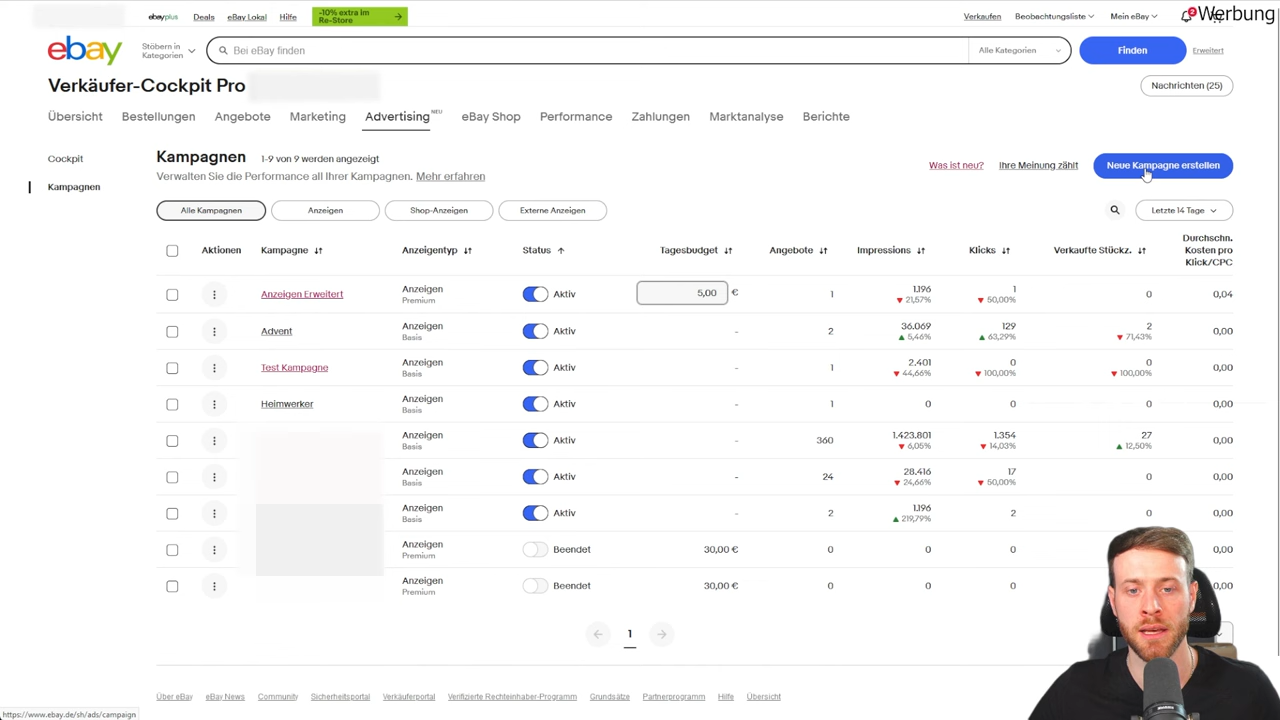 ebayplus Deals eBay Lokal Hilfe -10% extra im Re-Store → Verkaufen Beobachtungsliste Mein eBay 2 Werbung
ebay Stöbern in Kategorien Bei eBay finden Alle Kategorien Finden Erweitert
Verkäufer-Cockpit Pro Nachrichten (25)
Übersicht Bestellungen Angebote Marketing Advertising NEU eBay Shop Performance Zahlungen Marktanalyse Berichte
Cockpit
Kampagnen
Kampagnen 1-9 von 9 werden angezeigt Was ist neu? Ihre Meinung zählt Neue Kampagne erstellen
Verwalten Sie die Performance all Ihrer Kampagnen. Mehr erfahren
Alle Kampagnen Anzeigen Shop-Anzeigen Externe Anzeigen Letzte 14 Tage
Aktionen Kampagne Anzeigentyp Status Tagesbudget Angebote Impressions Klicks Verkaufte Stückz. Durchschn. Kosten pro Klick/CPC
Anzeigen Erweitert Anzeigen Premium Aktiv 5,00 € 1 1.196 21,57% 1 50,00% 0 0,04
Advent Anzeigen Basis Aktiv - 2 36.069 5,46% 129 63,29% 2 71,43% 0,00
Test Kampagne Anzeigen Basis Aktiv - 1 2.401 44,66% 0 100,00% 0 100,00% 0,00
Heimwerker Anzeigen Basis Aktiv - 1 0 0 0 0,00
Anzeigen Basis Aktiv - 360 1.423.801 6,05% 1.354 14,03% 27 12,50% 0,00
Anzeigen Basis Aktiv - 24 28.416 24,66% 17 50,00% 0 0,00
Anzeigen Basis Aktiv - 2 1.196 219,79% 2 0 0,00
Anzeigen Premium Beendet 30,00 € 0 0 0 0 0,00
Anzeigen Premium Beendet 30,00 € 0 0 0 0 0,00
← 1 →
Über eBay eBay News Community Sicherheitsportal Verkäuferportal Verifizierte Rechteinhaber-Programm Grundsätze Partnerprogramm Hilfe Übersicht
https://www.ebay.de/sh/ads/campaign